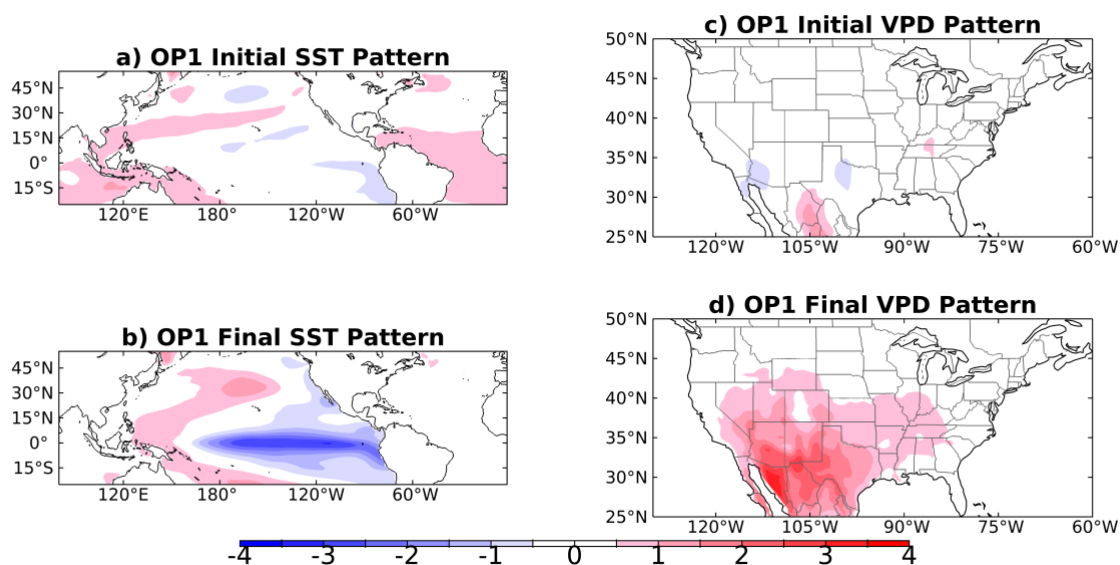 a) OP1 Initial SST Pattern
45°N
30°N
15°N
0°
15°S
120°E 180° 120°W 60°W
c) OP1 Initial VPD Pattern
50°N
45°N
40°N
35°N
30°N
25°N
120°W 105°W 90°W 75°W 60°W
b) OP1 Final SST Pattern
45°N
30°N
15°N
0°
15°S
120°E 180° 120°W 60°W
d) OP1 Final VPD Pattern
50°N
45°N
40°N
35°N
30°N
25°N
120°W 105°W 90°W 75°W 60°W
-4 -3 -2 -1 0 1 2 3 4